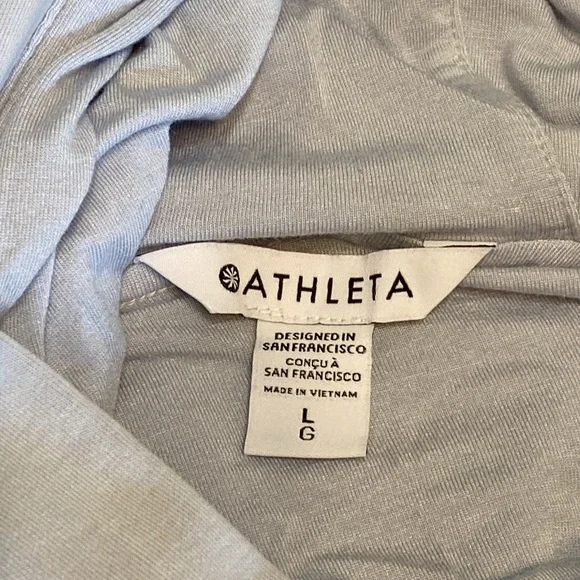 ATHLETA
DESIGNED IN
SAN FRANCISCO
CONÇU À
SAN FRANCISCO
MADE IN VIETNAM
L
G